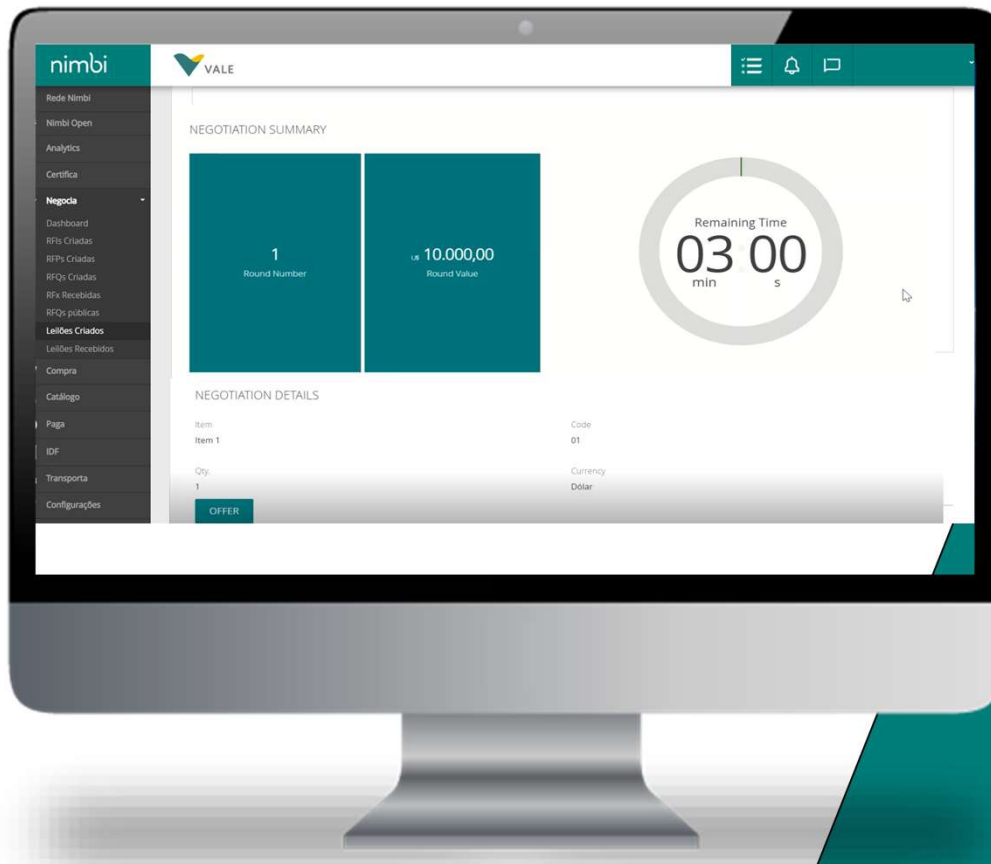 nimbi
VALE
Rede Nimbi
Nimbi Open
Analytics
Certifica
Negocia
Dashboard
RFIs Criadas
RFPs Criadas
RFQs Criadas
RFx Recebidas
RFQs públicas
Leilões Criados
Leilões Recebidos
Compra
Catálogo
Paga
IDF
Transporta
Configurações
NEGOTIATION SUMMARY
1
Round Number
U$ 10.000,00
Round Value
Remaining Time
03 00
min s
NEGOTIATION DETAILS
Item
Item 1
Code
01
Qty.
1
Currency
Dólar
OFFER